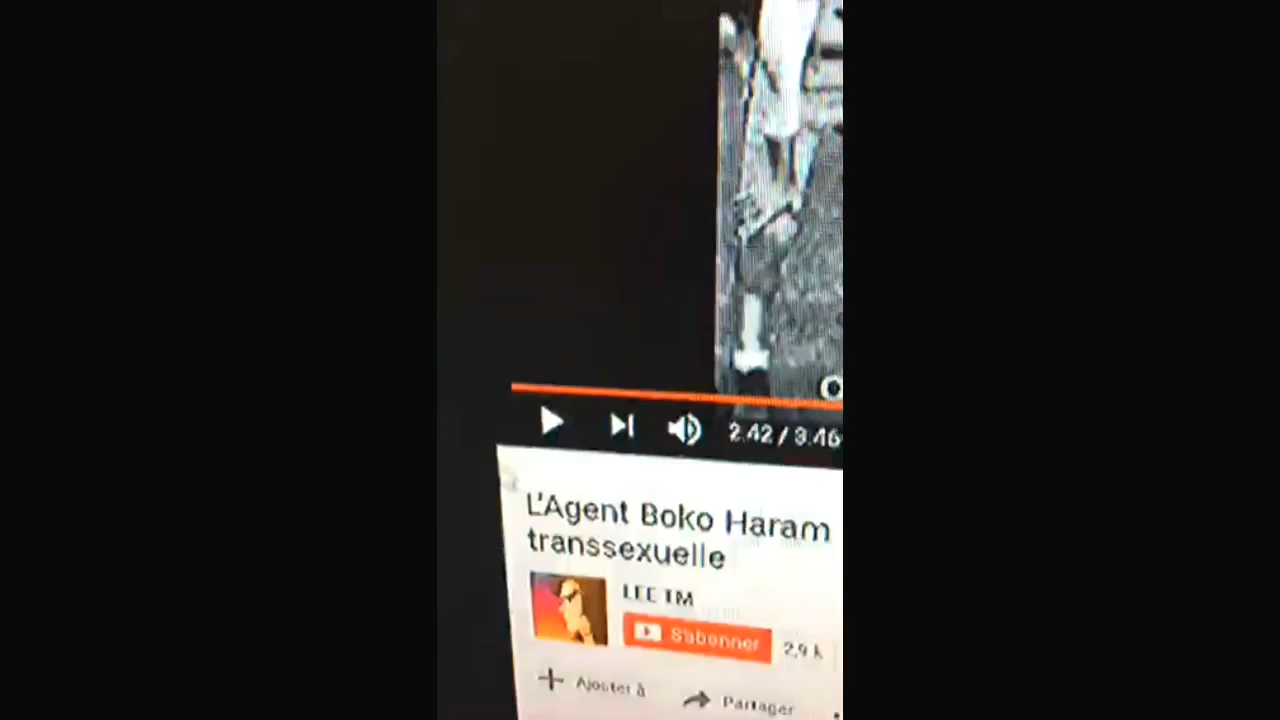 2.42 / 3.46
L'Agent Boko Haram
transsexuelle
LEE TM
S'abonner 2,9 k
Ajouter à Partager